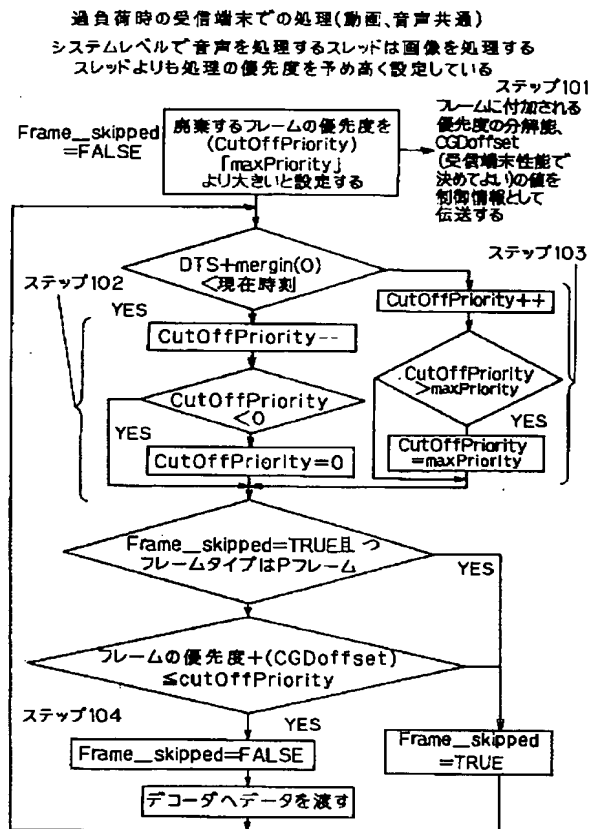 過負荷時の受信端末での処理(動画、音声共通)
システムレベルで音声を処理するスレッドは画像を処理する
スレッドよりも処理の優先度を予め高く設定している
ステップ101
Frame__skipped
=FALSE
廃棄するフレームの優先度を
(CutOffPriority)
「maxPriority」
より大きいと設定する
フレームに付加される
優先度の分解能、
CGDoffset
(受信端末性能で
決めてよい)の値を
制御情報として
伝送する
DTS+mergin(0)
<現在時刻
ステップ103
ステップ102
YES
CutOffPriority--
CutOffPriority++
CutOffPriority
<0
CutOffPriority
>maxPriority
YES
YES
CutOffPriority=0
CutOffPriority
=maxPriority
Frame__skipped=TRUE且つ
フレームタイプはPフレーム
YES
フレームの優先度+(CGDoffset)
≦cutOffPriority
ステップ104
YES
Frame__skipped=FALSE
Frame__skipped
=TRUE
デコーダへデータを渡す